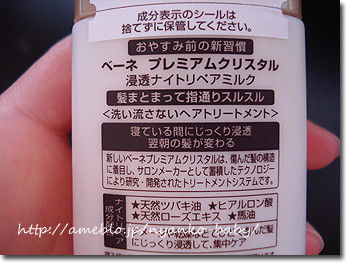 成分表示のシールは
捨てずに保管してください。
おやすみ前の新習慣
ベーネ プレミアムクリスタル
浸透ナイトリペアミルク
髪まとまって指通りスルスル
<洗い流さないヘアトリートメント>
寝ている間にじっくり浸透
翌朝の髪が変わる
新しいベーネプレミアムクリスタルは、傷んだ髪の構造
に着目し、サロンメーカーとして蓄積したテクノロジー
により研究・開発されたトリートメントシステムです。
ナイトケア成分
★天然ツバキ油 ★ヒアルロン酸
★天然ローズエキス ★馬油
にじっくり浸透して、集中ケア
http://ameblo.jp/nyanko-baby/